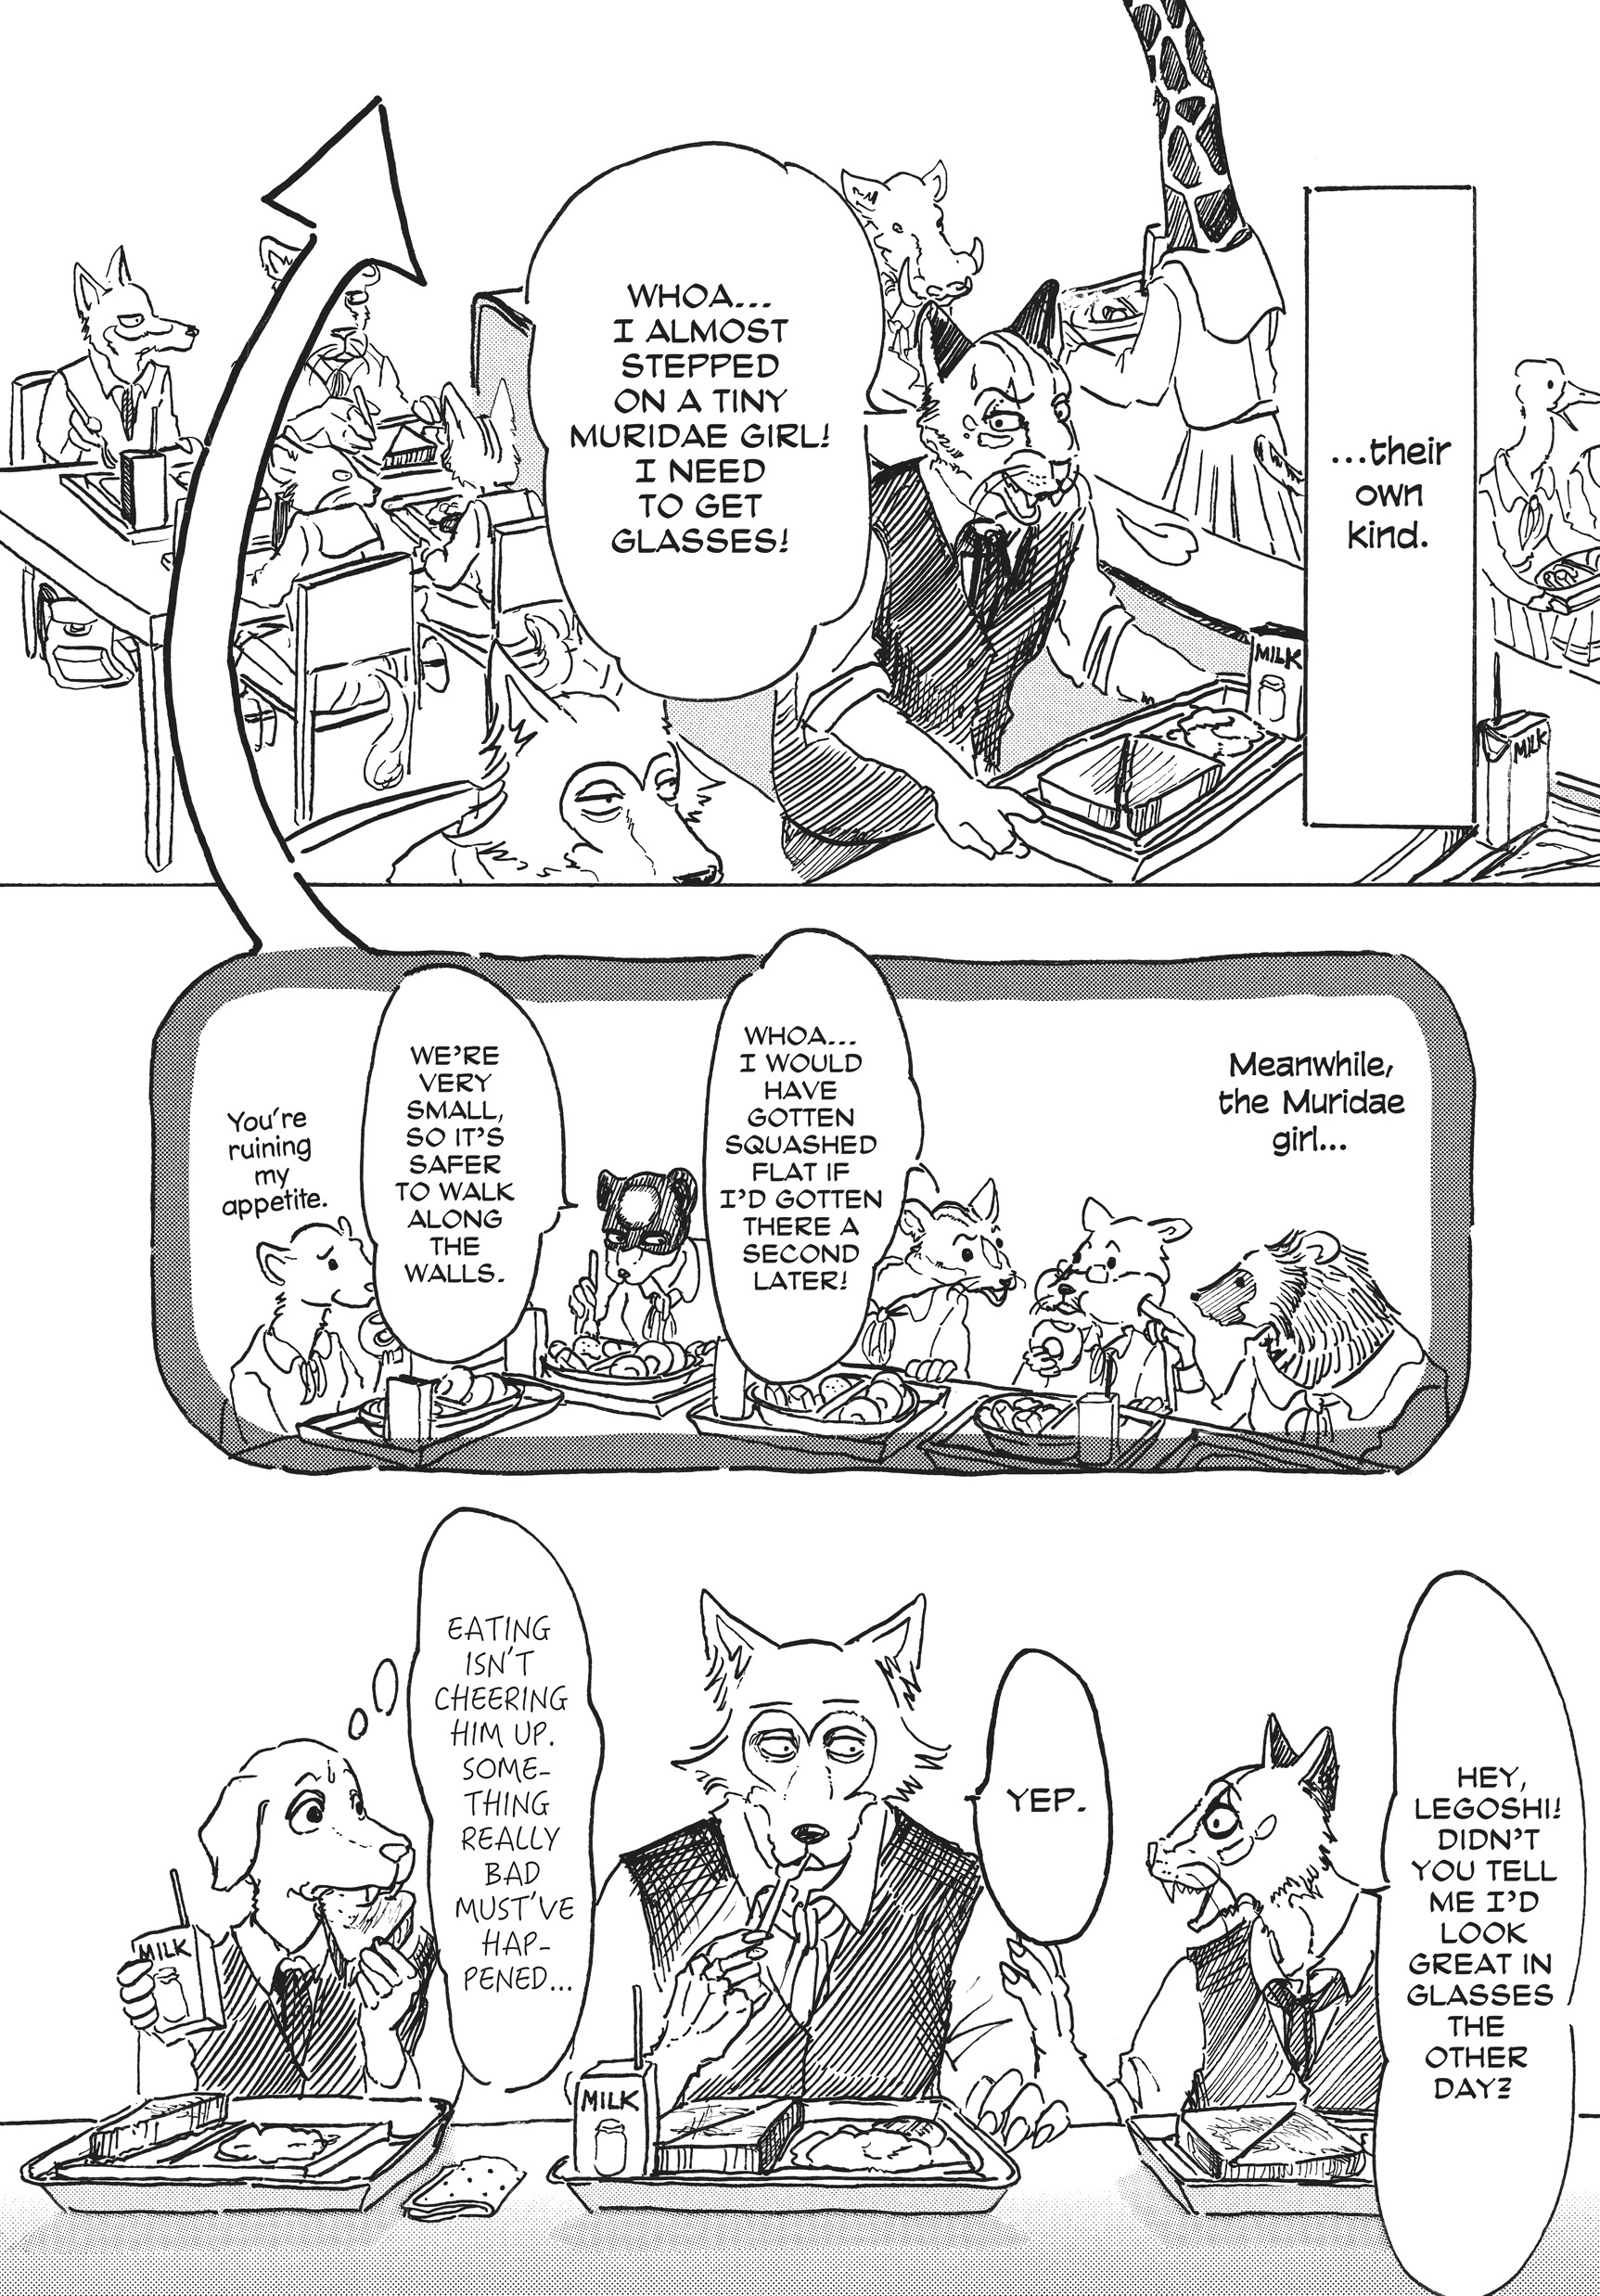 ...their
own
kind.
WHOA...
I ALMOST
STEPPED
ON A TINY
MURIDAE GIRL!
I NEED
TO GET
GLASSES!
MILK
MILK
Meanwhile,
the Muridae
girl...
WHOA...
I WOULD
HAVE
GOTTEN
SQUASHED
FLAT IF
I'D GOTTEN
THERE A
SECOND
LATER!
WE'RE
VERY
SMALL,
SO IT'S
SAFER
TO WALK
ALONG
THE
WALLS.
You're
ruining
my
appetite.
HEY,
LEGOSHI!
DIDN'T
YOU TELL
ME I'D
LOOK
GREAT IN
GLASSES
THE
OTHER
DAY?
YEP.
EATING
ISN'T
CHEERING
HIM UP.
SOME-
THING
REALLY
BAD
MUST'VE
HAP-
PENED...
MILK
MILK